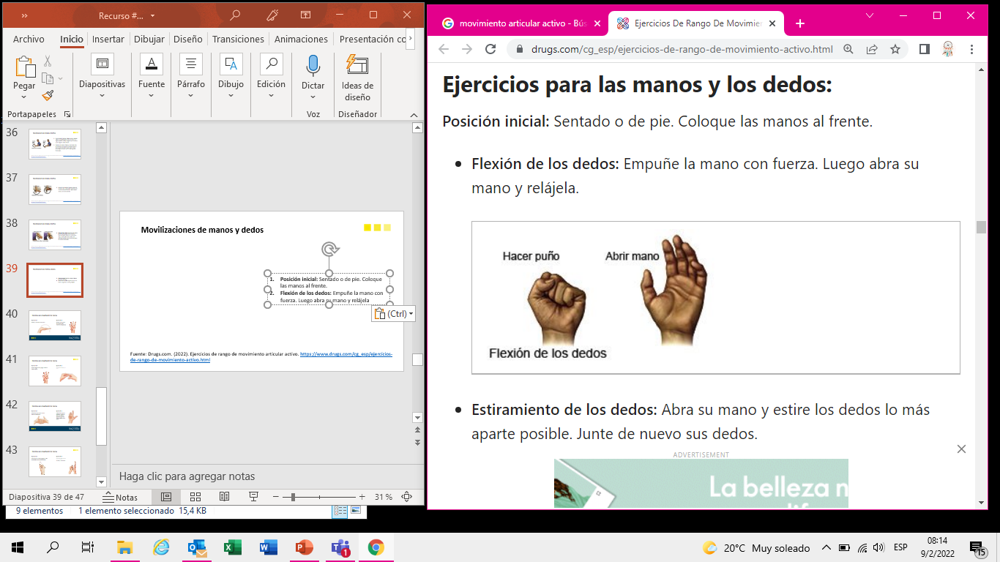 Recurso #...
Archivo
Inicio
Insertar
Dibujar
Diseño
Transiciones
Animaciones
Presentación co
Pegar
Diapositivas
Fuente
Párrafo
Dibujo
Edición
Dictar
Ideas de
diseño
Portapapeles
Voz
Diseñador
36
37
38
39
40
41
42
43
Movilizaciones de manos y dedos
1. Posición inicial: Sentado o de pie. Coloque
las manos al frente.
2. Flexión de los dedos: Empuñe la mano con
fuerza. Luego abra su mano y relájela
(Ctrl)
Fuente: Drugs.com. (2022). Ejercicios de rango de movimiento articular activo. https://www.drugs.com/cg_esp/ejercicios-
de-rango-de-movimiento-activo.html
Haga clic para agregar notas
Diapositiva 39 de 47
Notas
31 %
9 elementos
1 elemento seleccionado 15,4 KB
movimiento articular activo - Bús
Ejercicios De Rango De Movimier
drugs.com/cg_esp/ejercicios-de-rango-de-movimiento-activo.html
Ejercicios para las manos y los dedos:
Posición inicial: Sentado o de pie. Coloque las manos al frente.
Flexión de los dedos: Empuñe la mano con fuerza. Luego abra su
mano y relájela.
Hacer puño
Abrir mano
Flexión de los dedos
Estiramiento de los dedos: Abra su mano y estire los dedos lo más
aparte posible. Junte de nuevo sus dedos.
ADVERTISEMENT
La belleza n
20°C Muy soleado
ESP
08:14
9/2/2022
15
1